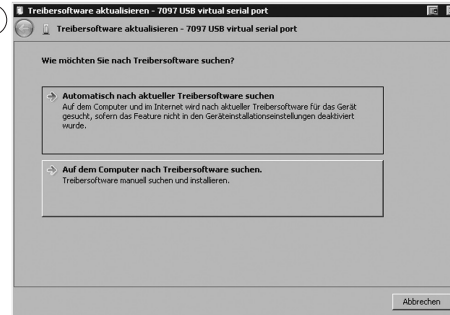 Treibersoftware aktualisieren - 7097 USB virtual serial port
Treibersoftware aktualisieren - 7097 USB virtual serial port
Wie möchten Sie nach Treibersoftware suchen?
Automatisch nach aktueller Treibersoftware suchen
Auf dem Computer und im Internet wird nach aktueller Treibersoftware für das Gerät
gesucht, sofern das Feature nicht in den Geräteinstallationseinstellungen deaktiviert
wurde.
Auf dem Computer nach Treibersoftware suchen.
Treibersoftware manuell suchen und installieren.
Abbrechen